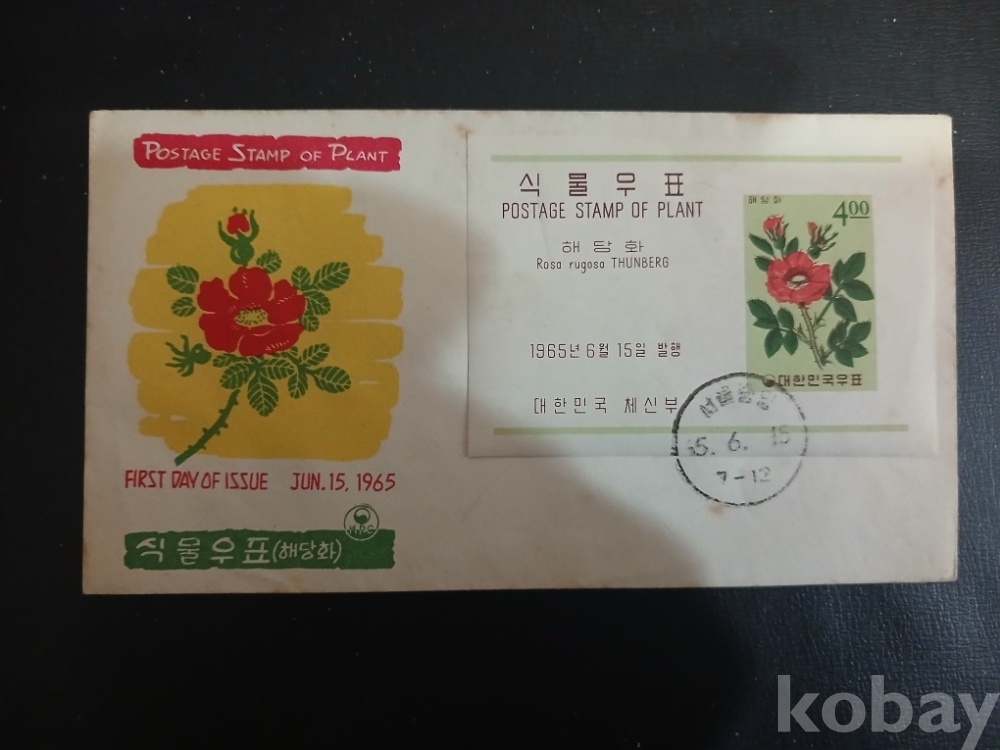 POSTAGE STAMP OF PLANT
FIRST DAY OF ISSUE JUN. 15, 1965
식물우표(해당화)
식물우표
POSTAGE STAMP OF PLANT
해당화
Rosa rugosa THUNBERG
1965년 6월 15일 발행
대한민국 체신부
해당화
4.00
대한민국우표
5. 6. 15
7-12
kobay